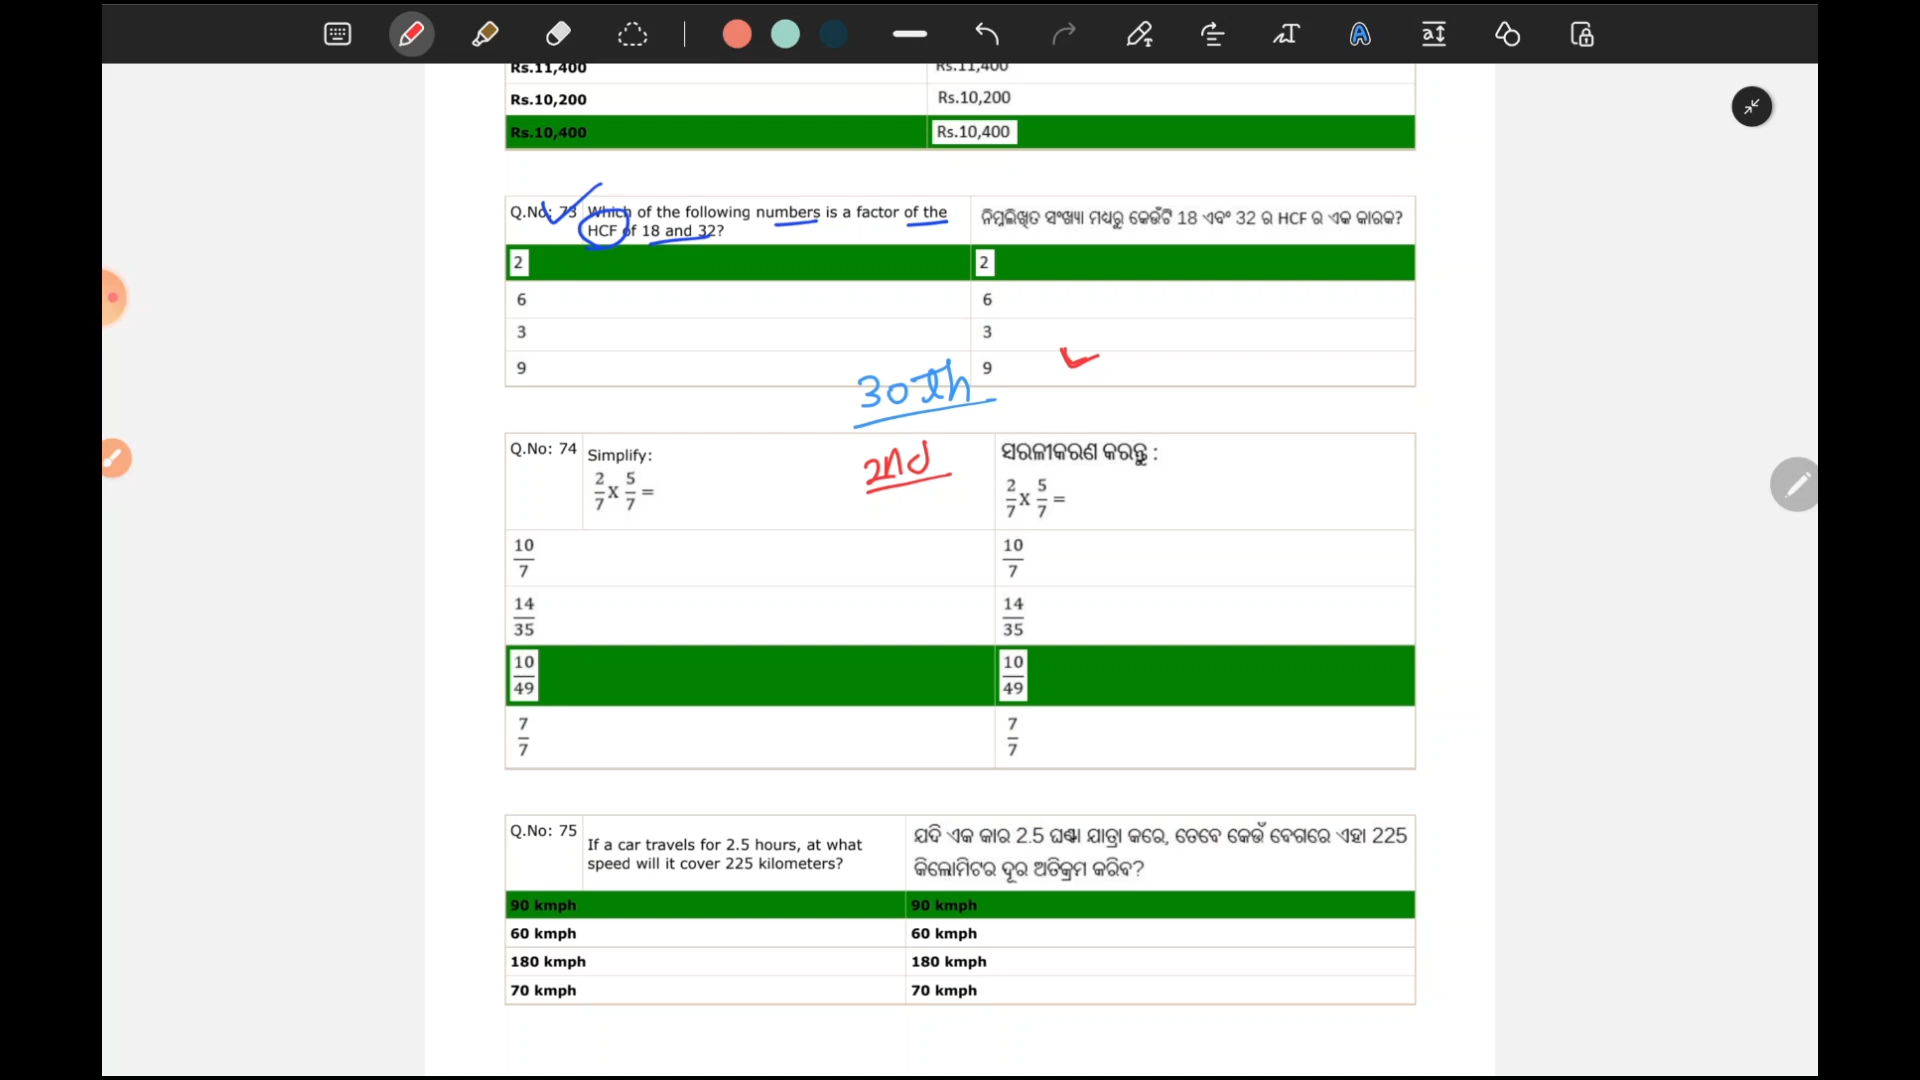 Rs.11,400 Rs.11,400
Rs.10,200 Rs.10,200
Rs.10,400 Rs.10,400
Q.No: 73 Which of the following numbers is a factor of the HCF of 18 and 32? ନିମ୍ନଲିଖିତ ସଂଖ୍ୟା ମଧ୍ୟରୁ କେଉଁଟି 18 ଏବଂ 32 ର HCF ର ଏକ କାରକ?
2 2
6 6
3 3
9 9
30th
2nd
Q.No: 74 Simplify: ସରଳୀକରଣ କରନ୍ତୁ :
2/7 X 5/7 = 2/7 X 5/7 =
10/7 10/7
14/35 14/35
10/49 10/49
7/7 7/7
Q.No: 75 If a car travels for 2.5 hours, at what speed will it cover 225 kilometers? ଯଦି ଏକ କାର 2.5 ଘଣ୍ଟା ଯାତ୍ରା କରେ, ତେବେ କେଉଁ ବେଗରେ ଏହା 225 କିଲୋମିଟର ଦୂର ଅତିକ୍ରମ କରିବ?
90 kmph 90 kmph
60 kmph 60 kmph
180 kmph 180 kmph
70 kmph 70 kmph